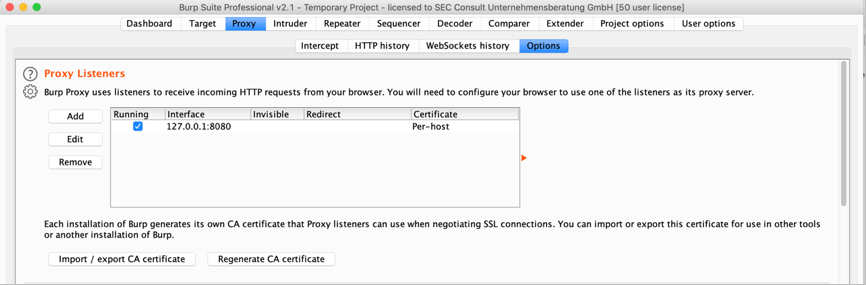 Burp Suite Professional v2.1 - Temporary Project - licensed to SEC Consult Unternehmensberatung GmbH [50 user license]
Dashboard Target Proxy Intruder Repeater Sequencer Decoder Comparer Extender Project options User options
Intercept HTTP history WebSockets history Options
? Proxy Listeners
Burp Proxy uses listeners to receive incoming HTTP requests from your browser. You will need to configure your browser to use one of the listeners as its proxy server.
Add Running Interface Invisible Redirect Certificate
127.0.0.1:8080 Per-host
Edit
Remove
Each installation of Burp generates its own CA certificate that Proxy listeners can use when negotiating SSL connections. You can import or export this certificate for use in other tools
or another installation of Burp.
Import / export CA certificate Regenerate CA certificate